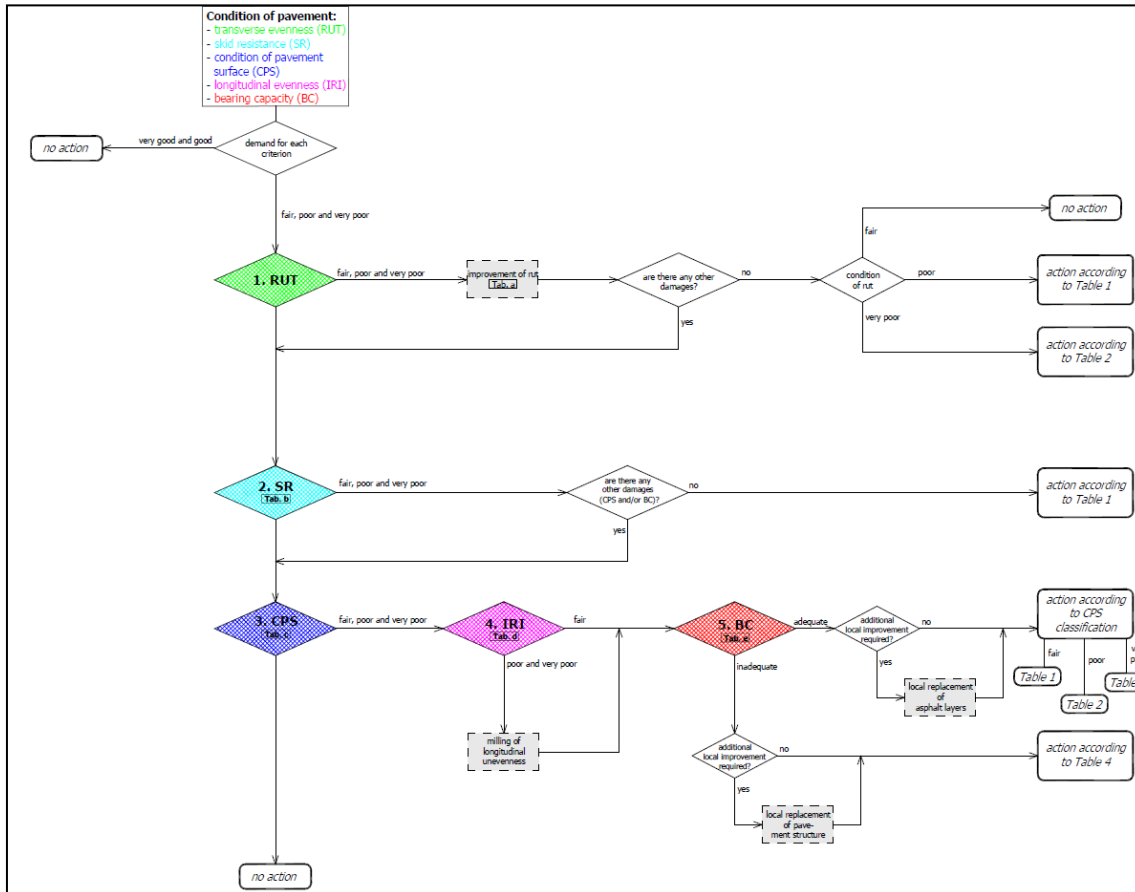 Condition of pavement:
- transverse evenness (RUT)
- skid resistance (SR)
- condition of pavement
surface (CPS)
- longitudinal evenness (IRI)
- bearing capacity (BC)
no action
very good and good
demand for each
criterion
fair, poor and very poor
no action
fair
1. RUT
fair, poor and very poor
improvement of rut
Tab. a
are there any other
damages?
no
condition
of rut
poor
action according
to Table 1
yes
very poor
action according
to Table 2
2. SR
Tab. b
fair, poor and very poor
are there any
other damages
(CPS and/or BC)?
no
action according
to Table 1
yes
3. CPS
Tab. c
fair, poor and very poor
4. IRI
Tab. d
fair
5. BC
Tab. e
adequate
additional
local improvement
required?
no
action according
to CPS
classification
poor and very poor
inadequate
yes
fair
poor
Table 1
Table 2
Table
local replacement
of
asphalt layers
milling of
longitudinal
unevenness
additional
local improvement
required?
no
action according
to Table 4
yes
local replacement
of pave-
ment structure
no action